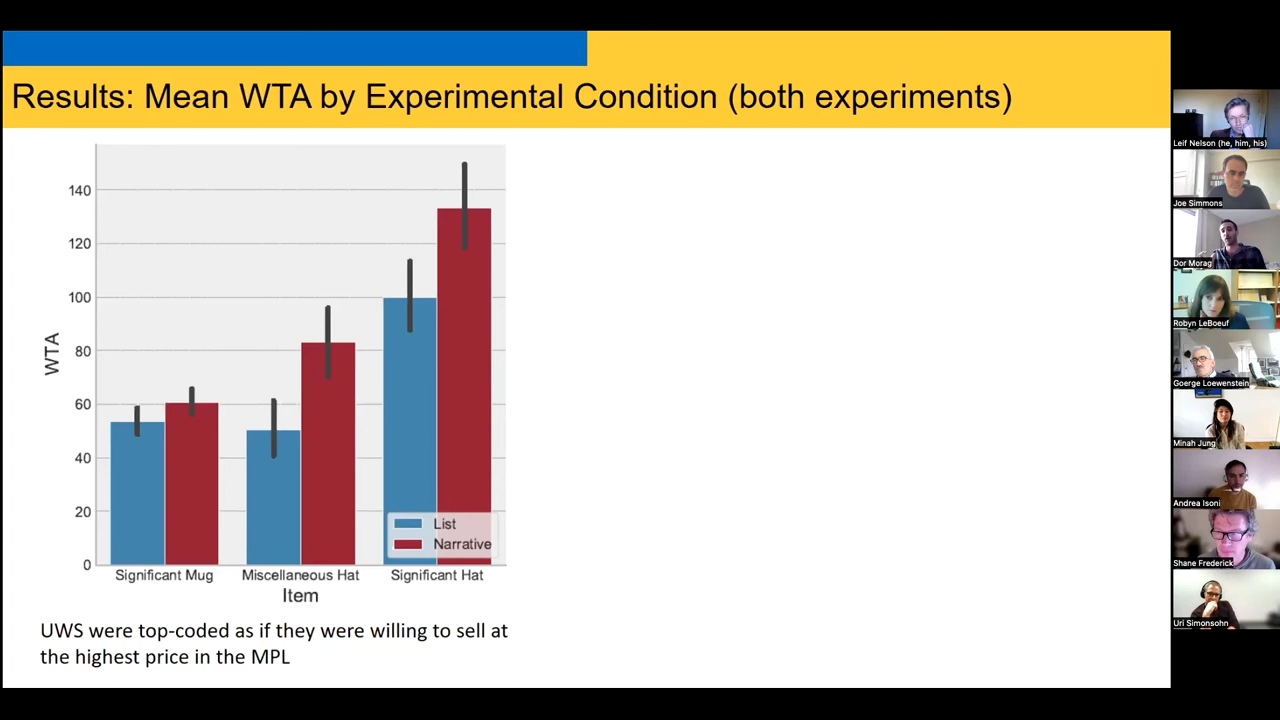 Results: Mean WTA by Experimental Condition (both experiments)
140
120
100
80
60
40
20
0
WTA
List
Narrative
Significant Mug
Miscellaneous Hat
Significant Hat
Item
UWS were top-coded as if they were willing to sell at
the highest price in the MPL
Leif Nelson (he, him, his)
Joe Simmons
Dor Morag
Robyn LeBoeuf
Goerge Loewenstein
Minah Jung
Andrea Isoni
Shane Frederick
Uri Simonsohn